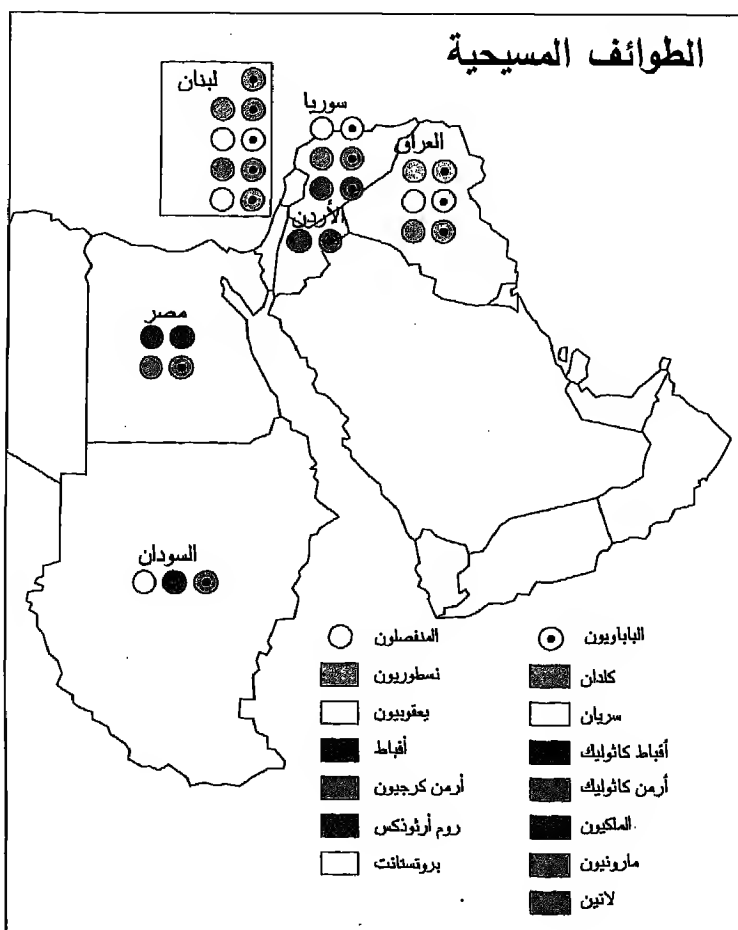 الطوائف المسيحية
لبنان
سوريا
العراق
الأردن
مصر
السودان
الباباويون
المنفصلون
كلدان
نسطوريون
سريان
يعقوبيون
أقباط كاثوليك
أقباط
أرمن كاثوليك
أرمن كرجيون
الملكيون
روم أرثوذكس
مارونيون
بروتستانت
لاتين